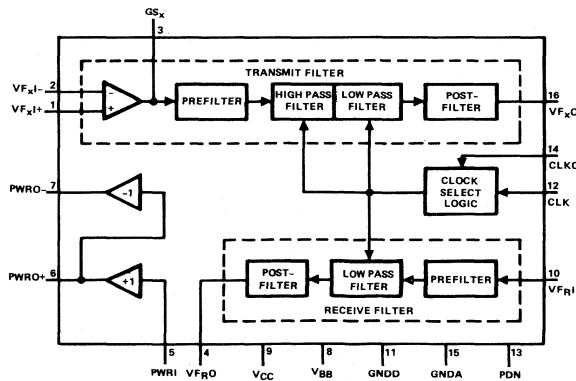 GSX
3
TRANSMIT FILTER
2
VFXI-
1
VFXI+
-
+
PREFILTER
HIGH PASS
FILTER
LOW PASS
FILTER
POST-
FILTER
16
VFXO
14
CLKO
CLOCK
SELECT
LOGIC
12
CLK
7
PWRO-
-1
6
PWRO+
+1
POST-
FILTER
LOW PASS
FILTER
PREFILTER
10
VFRI
RECEIVE FILTER
5
PWRI
4
VFRO
9
VCC
8
VBB
11
GNDD
15
GNDA
13
PDN